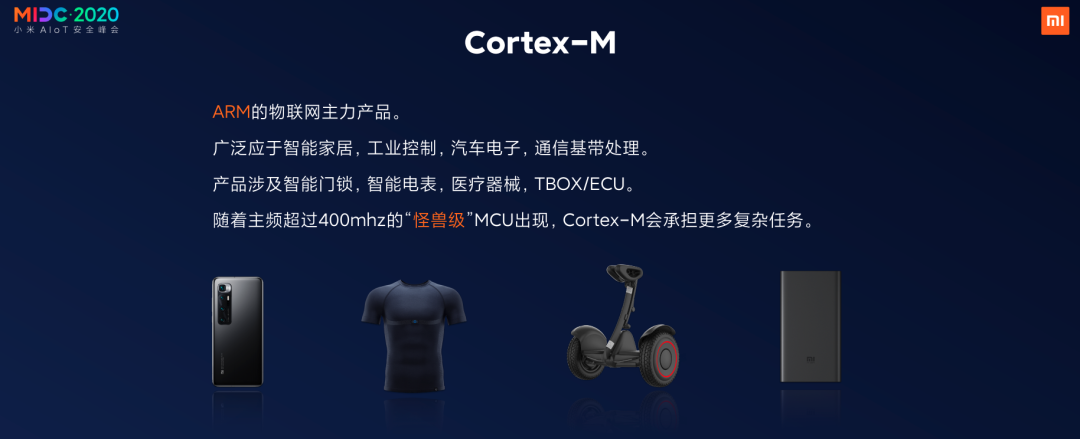 MIDC·2020
小米 AIoT 安全峰会
mi
Cortex-M
ARM的物联网主力产品。
广泛应于智能家居, 工业控制, 汽车电子, 通信基带处理。
产品涉及智能门锁, 智能电表, 医疗器械, TBOX/ECU。
随着主频超过400mhz的“怪兽级”MCU出现, Cortex-M会承担更多复杂任务。
mi